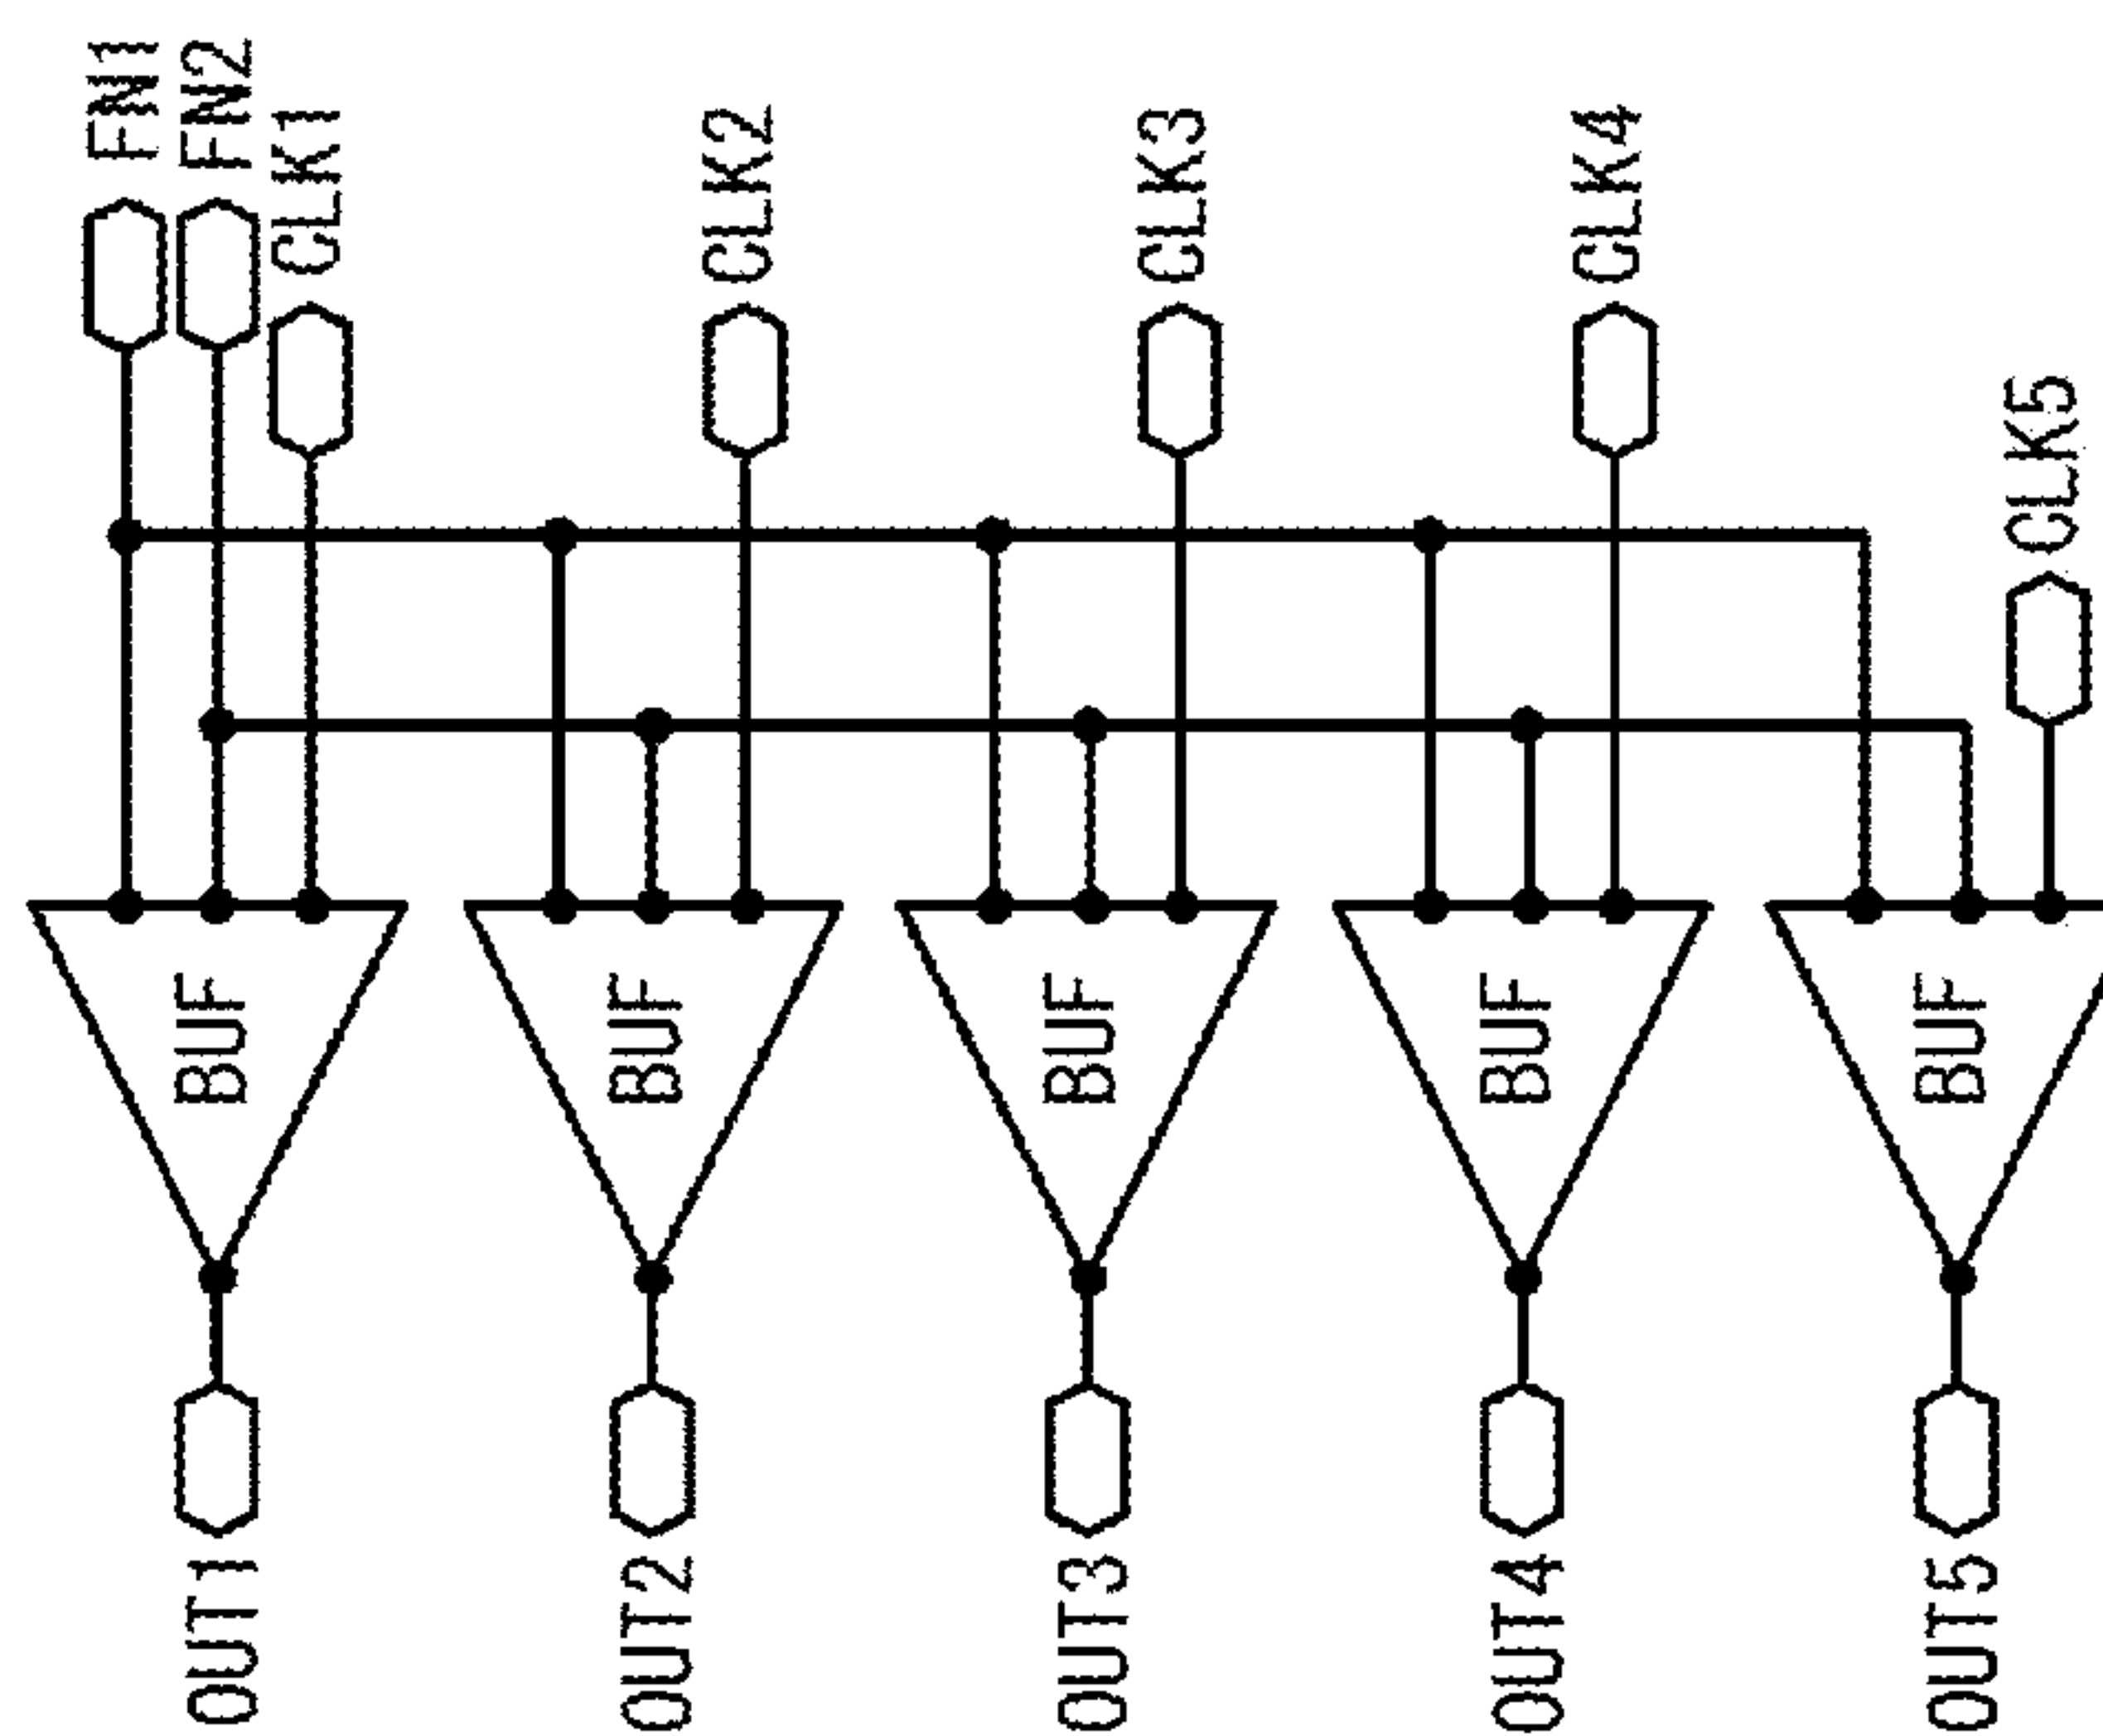 FN1
FN2
CLK1
CLK2
CLK3
CLK4
CLK5
BUF
BUF
BUF
BUF
BUF
OUT1
OUT2
OUT3
OUT4
OUT5